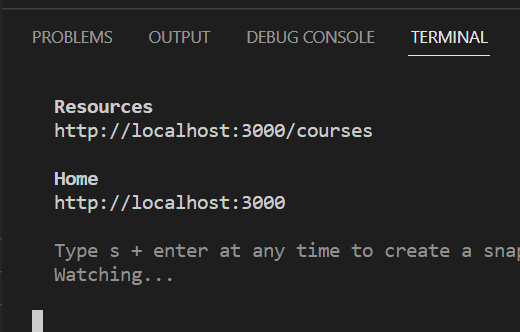 PROBLEMS OUTPUT DEBUG CONSOLE TERMINAL
Resources
http://localhost:3000/courses
Home
http://localhost:3000
Type s + enter at any time to create a snap
Watching...